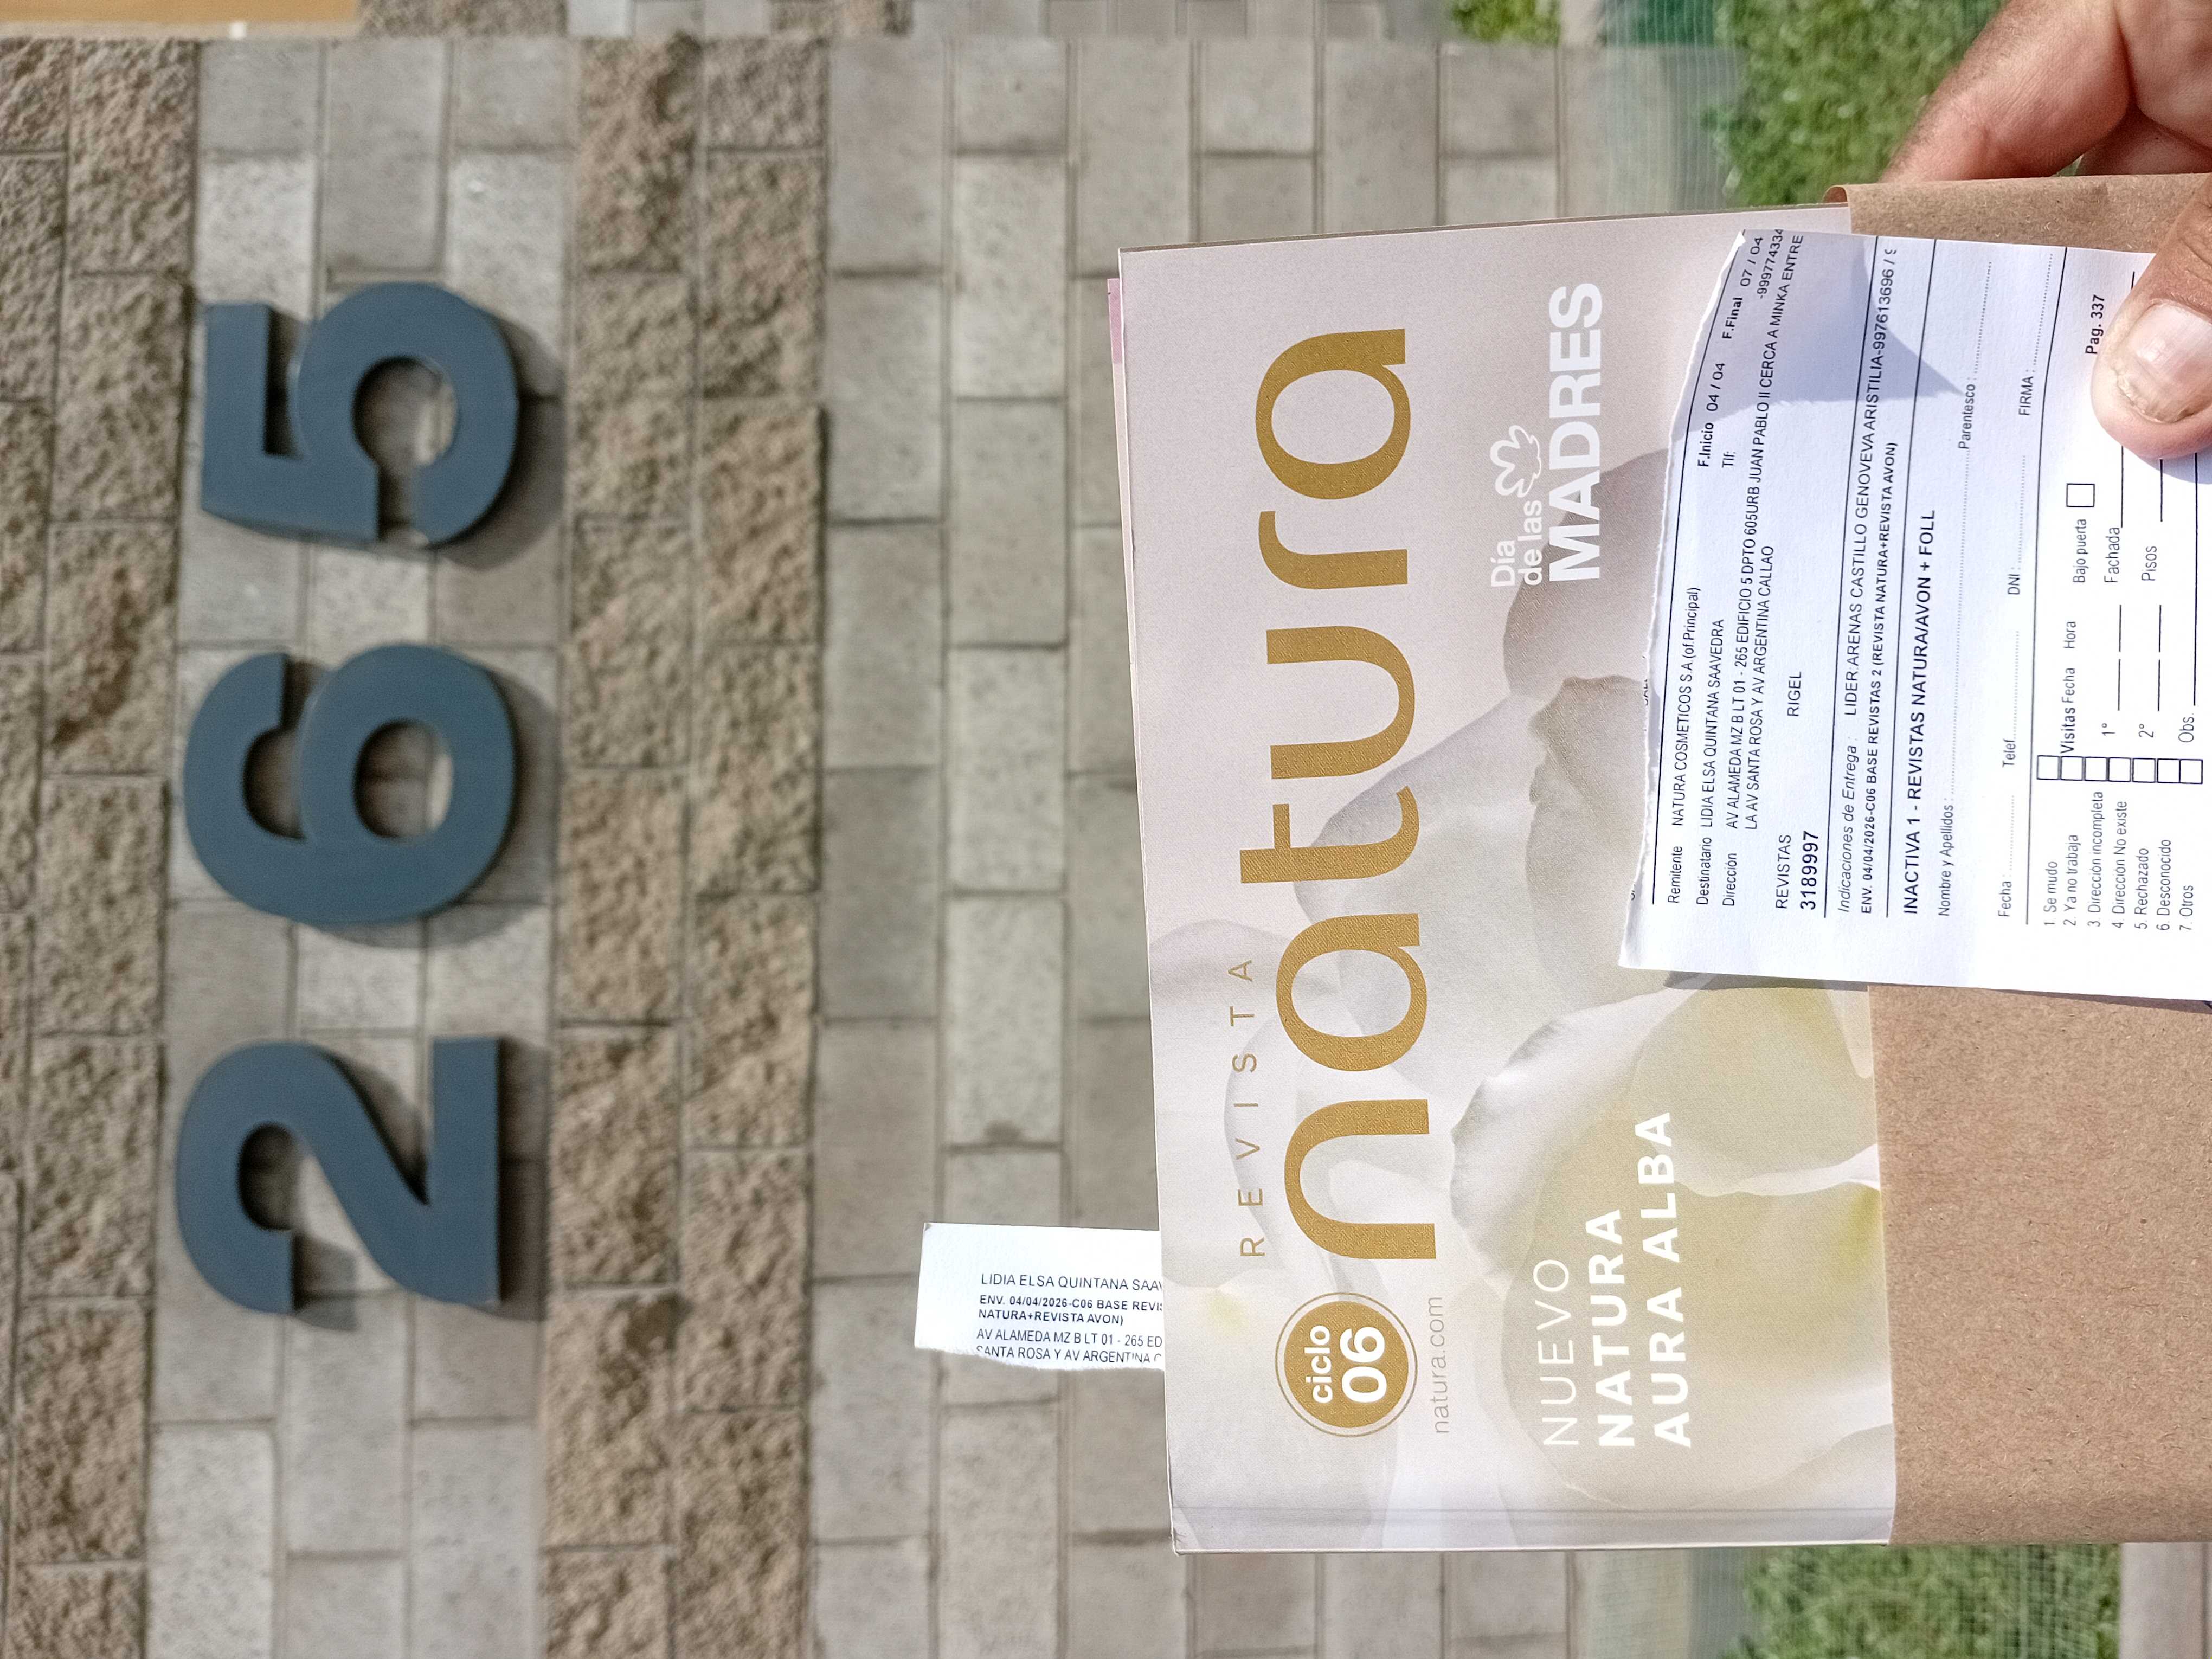 265
REVISTA
natura
ciclo
06
natura.com
Día
de las
MADRES
NUEVO
NATURA
AURA ALBA
LIDIA ELSA QUINTANA
ENV. 04/04/2026-C06 BASE
NATURA+REVISTA AVON)
AV ALAMEDA MZ B LT 01 - 265
SANTA ROSA Y AV ARGENTINA
F.Inicio 04 / 04 F.Final 07 / 04
Remitente NATURA COSMETICOS S.A.(of.Principal) Tlf: -999774334
Destinatario LIDIA ELSA QUINTANA SAAVEDRA
Dirección AV ALAMEDA MZ B LT 01 - 265 EDIFICIO 5 DPTO 605URB JUAN PABLO II CERCA A MINKA ENTRE
LA AV SANTA ROSA Y AV ARGENTINA CALLAO
REVISTAS RIGEL
3189997
Indicaciones de Entrega : LIDER:ARENAS CASTILLO GENOVEVA ARISTILIA-997613696 /
ENV. 04/04/2026-C06 BASE REVISTAS 2 (REVISTA NATURA+REVISTA AVON)
INACTIVA 1 - REVISTAS NATURA/AVON + FOLL
Nombre y Apellidos : Parentesco :
Fecha : Telef. DNI : FIRMA :
1 Se mudo Visitas Fecha Hora Bajo puerta Pag. 337
2. Ya no trabaja 1° Fachada
3 Dirección incompleta 2° Pisos
4 Dirección No existe Obs.
5 Rechazado
6 Desconocido
7. Otros